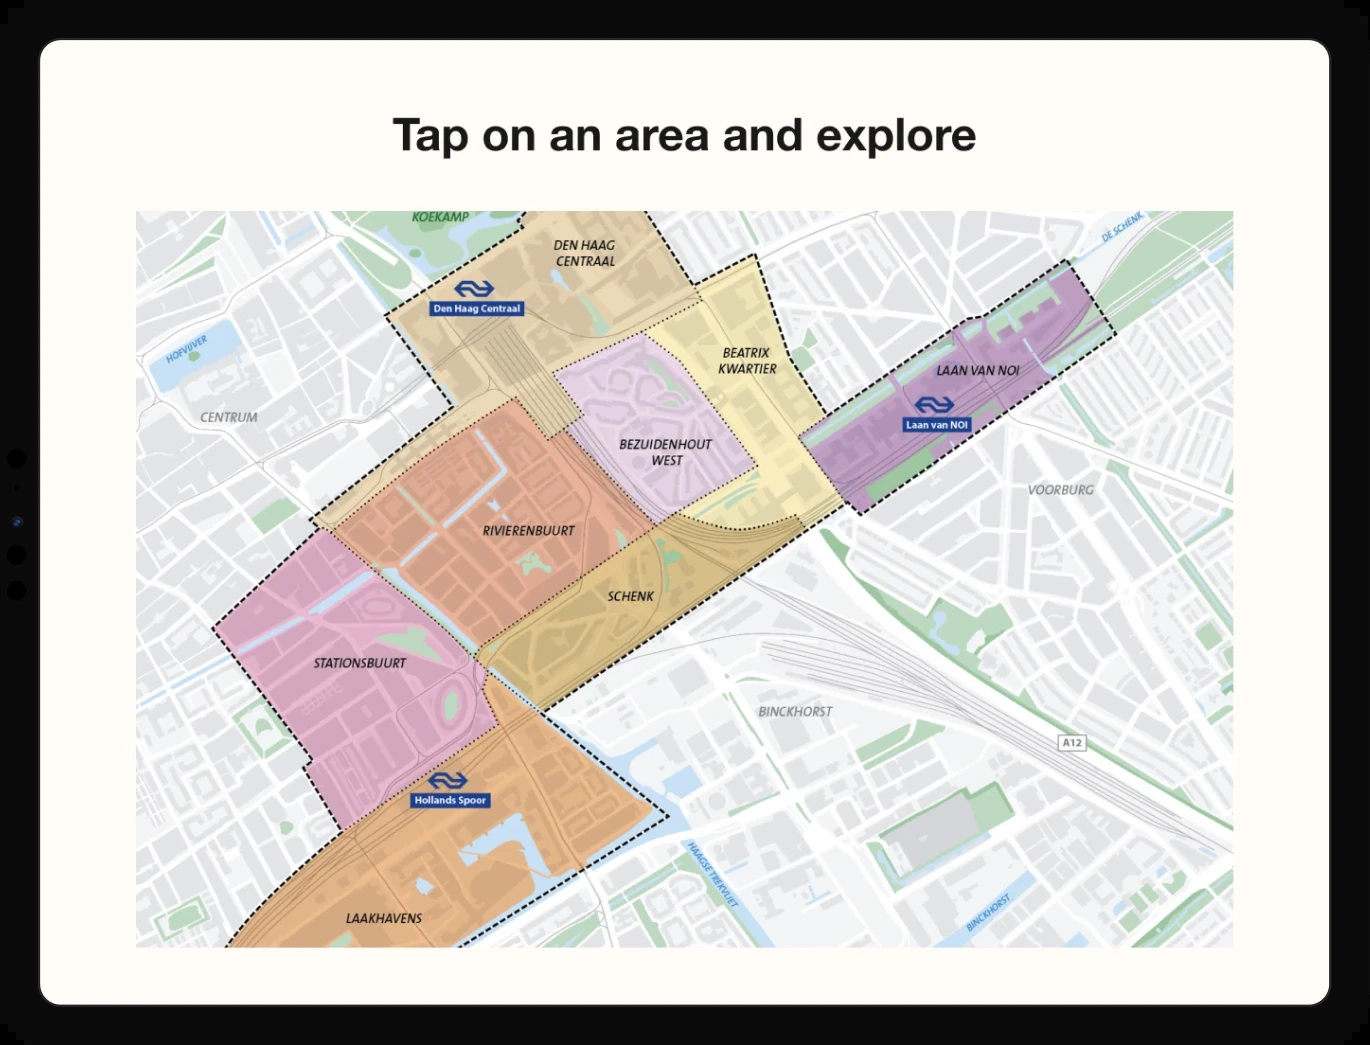 Tap on an area and explore
KOEKAMP
DE SCHENK
DEN HAAG
CENTRAAL
Den Haag Centraal
HOFVIJVER
BEATRIX
KWARTIER
LAAN VAN NOI
Laan van NOI
CENTRUM
BEZUIDENHOUT
WEST
VOORBURG
RIVIERENBUURT
SCHENK
STATIONSBUURT
BINCKHORST
A12
Hollands Spoor
HAAGSE TREKVLIET
LAAKHAVENS
BINCKHORST